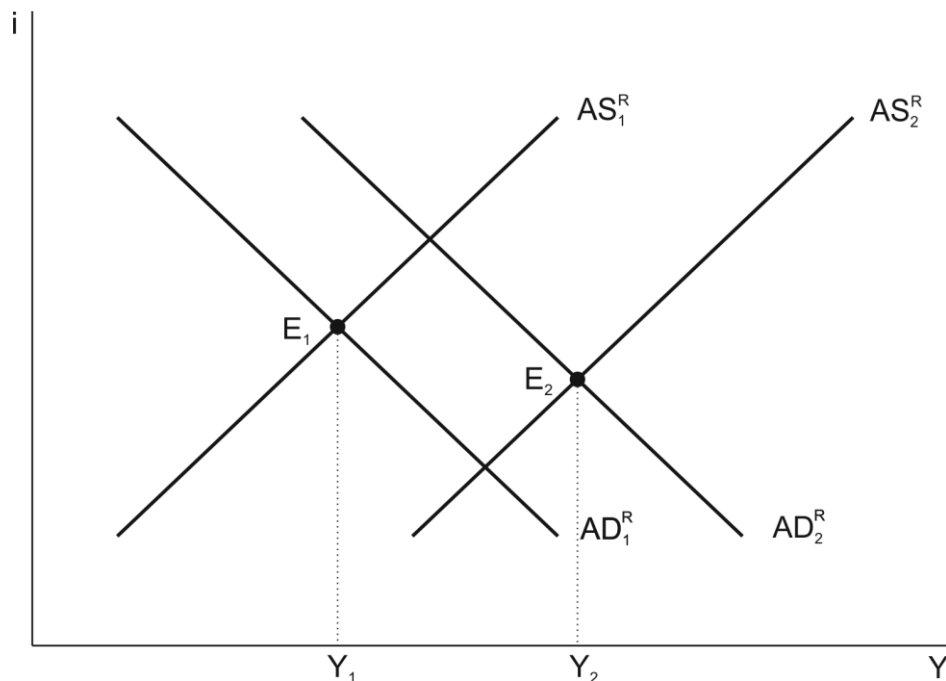 i
AS₁ᴿ
AS₂ᴿ
E₁
E₂
AD₁ᴿ
AD₂ᴿ
Y₁
Y₂
Y